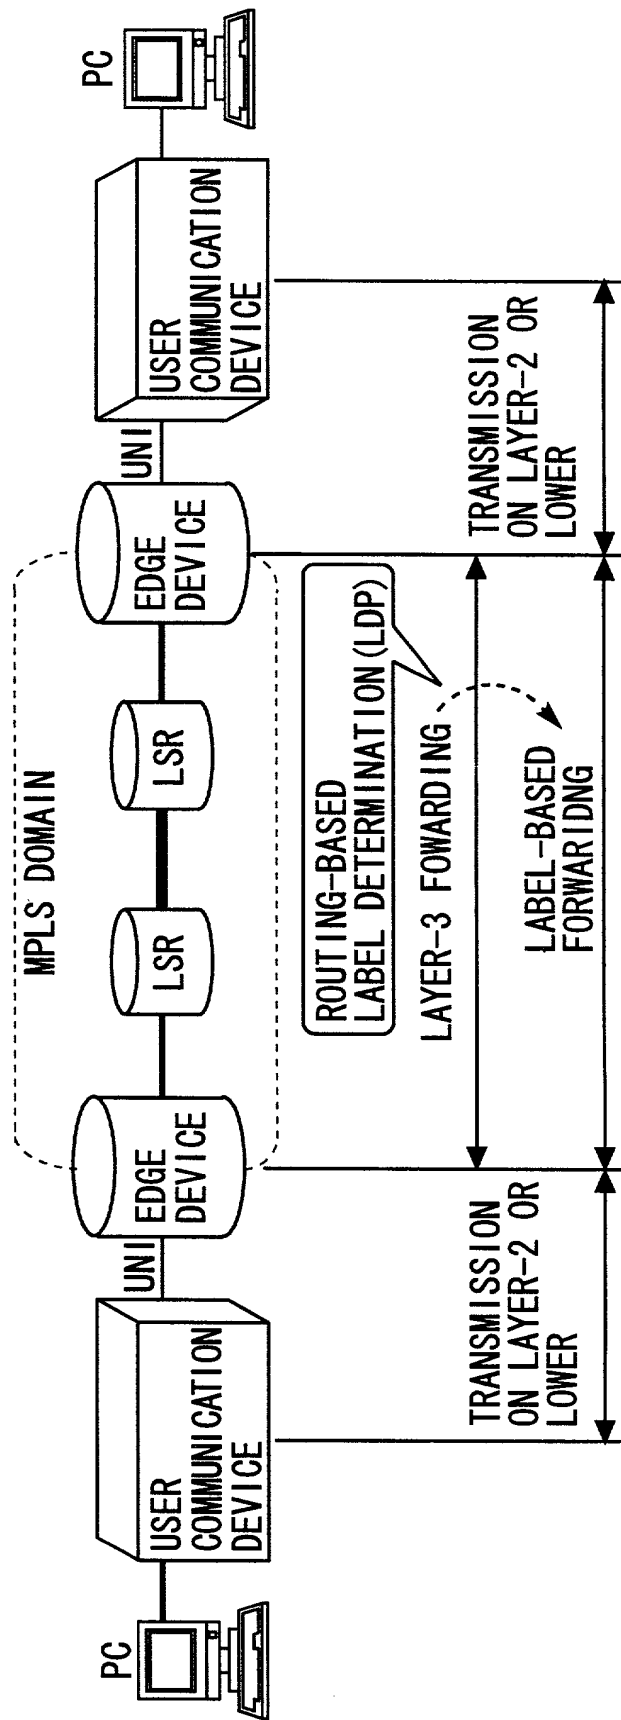 MPLS DOMAIN
PC
USER
COMMUNICATION
DEVICE
UNI
EDGE
DEVICE
LSR
LSR
EDGE
DEVICE
UNI
USER
COMMUNICATION
DEVICE
PC
ROUTING-BASED
LABEL DETERMINATION (LDP)
LAYER-3 FOWARDING
TRANSMISSION
ON LAYER-2 OR
LOWER
LABEL-BASED
FORWARIDNG
TRANSMISSION
ON LAYER-2 OR
LOWER